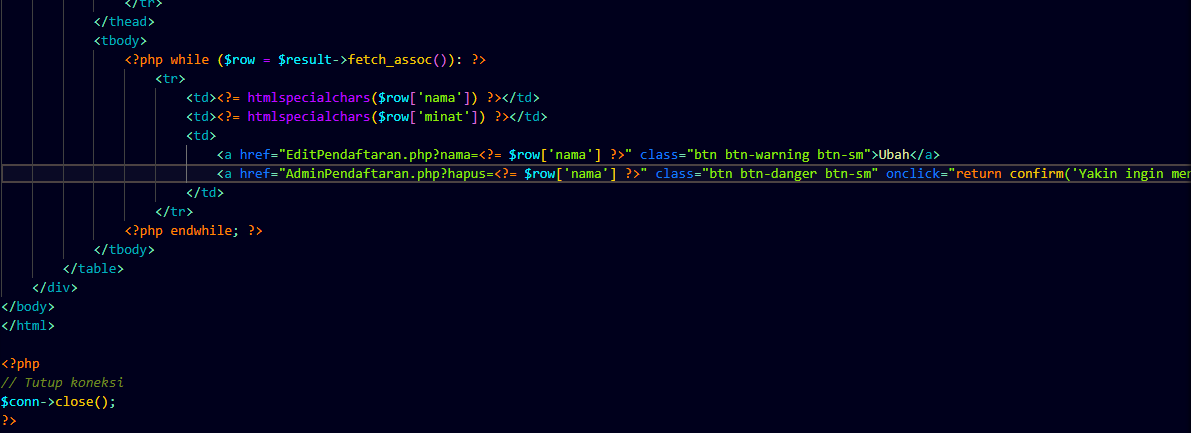 </tr>
</thead>
<tbody>
<?php while ($row = $result->fetch_assoc()): ?>
<tr>
<td><?= htmlspecialchars($row['nama']) ?></td>
<td><?= htmlspecialchars($row['minat']) ?></td>
<td>
<a href="EditPendaftaran.php?nama=<?= $row['nama'] ?>" class="btn btn-warning btn-sm">Ubah</a>
<a href="AdminPendaftaran.php?hapus=<?= $row['nama'] ?>" class="btn btn-danger btn-sm" onclick="return confirm('Yakin ingin men
</td>
</tr>
<?php endwhile; ?>
</tbody>
</table>
</div>
</body>
</html>
<?php
// Tutup koneksi
$conn->close();
?>